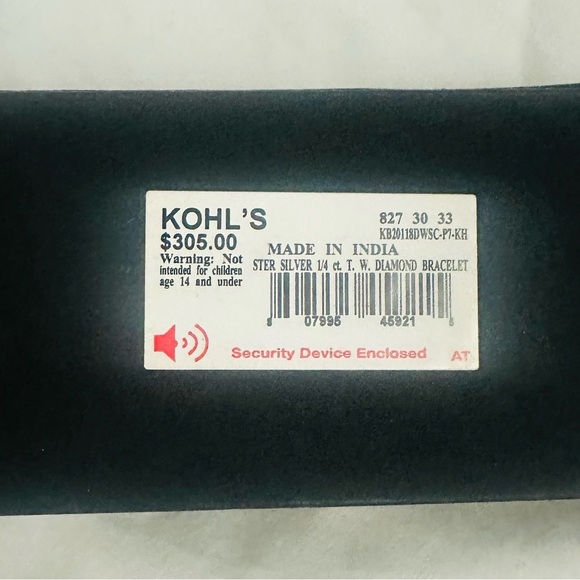 KOHL'S
$305.00
Warning: Not
intended for children
age 14 and under
827 30 33
KB20118DWSC-P7-KH
MADE IN INDIA
STER SILVER 1/4 ct. T. W. DIAMOND BRACELET
8 07995 45921 5
Security Device Enclosed
AT